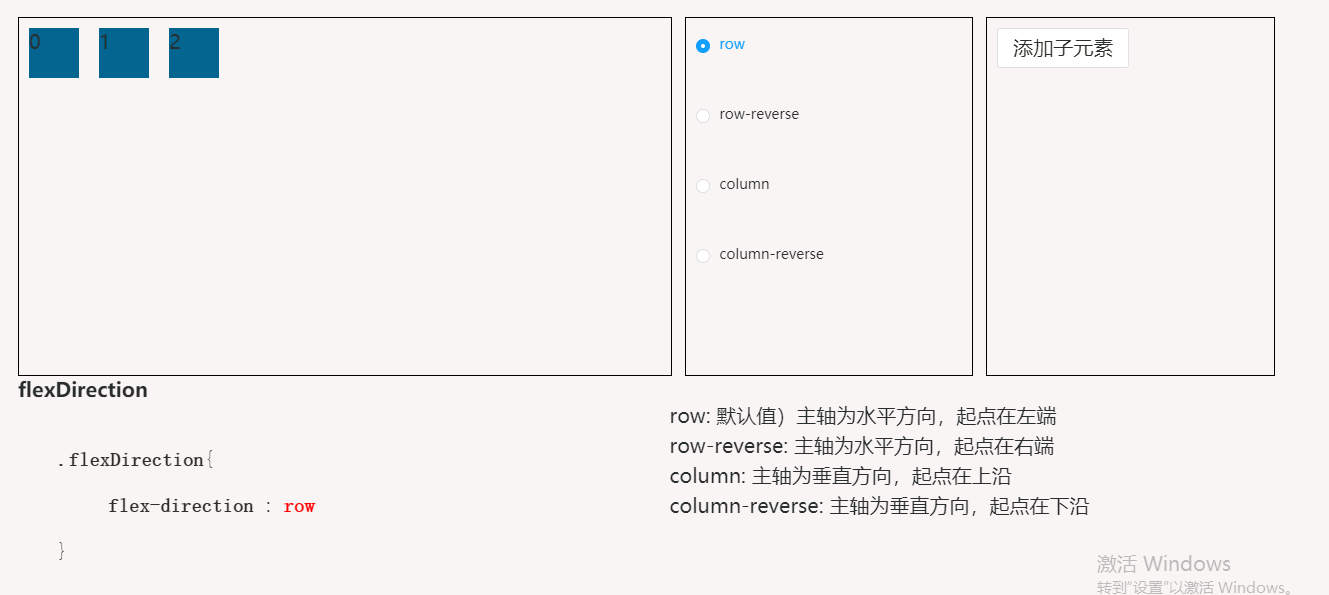 0 1 2
row
row-reverse
column
column-reverse
添加子元素
flexDirection
.flexDirection{
flex-direction : row
}
row: 默认值）主轴为水平方向，起点在左端
row-reverse: 主轴为水平方向，起点在右端
column: 主轴为垂直方向，起点在上沿
column-reverse: 主轴为垂直方向，起点在下沿
激活 Windows
转到“设置”以激活 Windows。